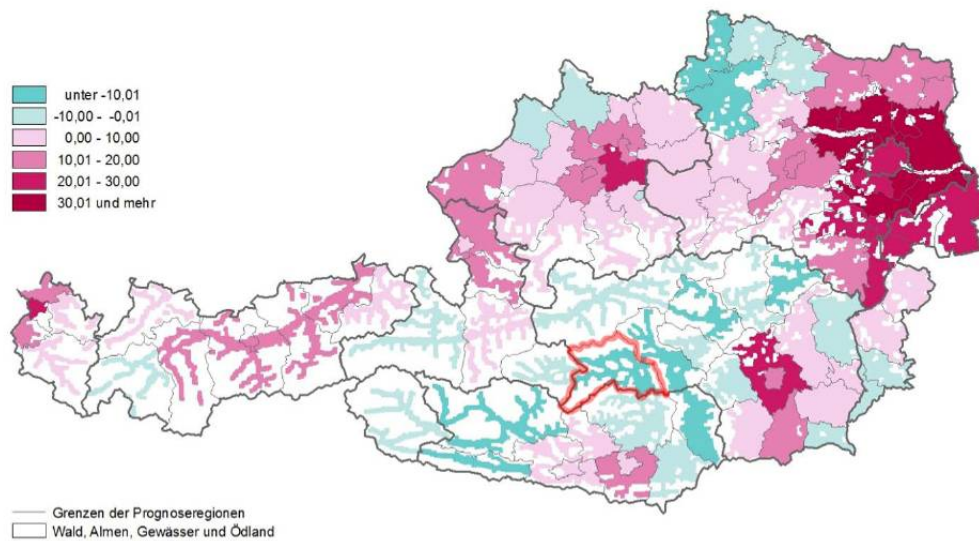 unter -10,01
-10,00 - -0,01
0,00 - 10,00
10,01 - 20,00
20,01 - 30,00
30,01 und mehr
Grenzen der Prognoseregionen
Wald, Almen, Gewässer und Ödland